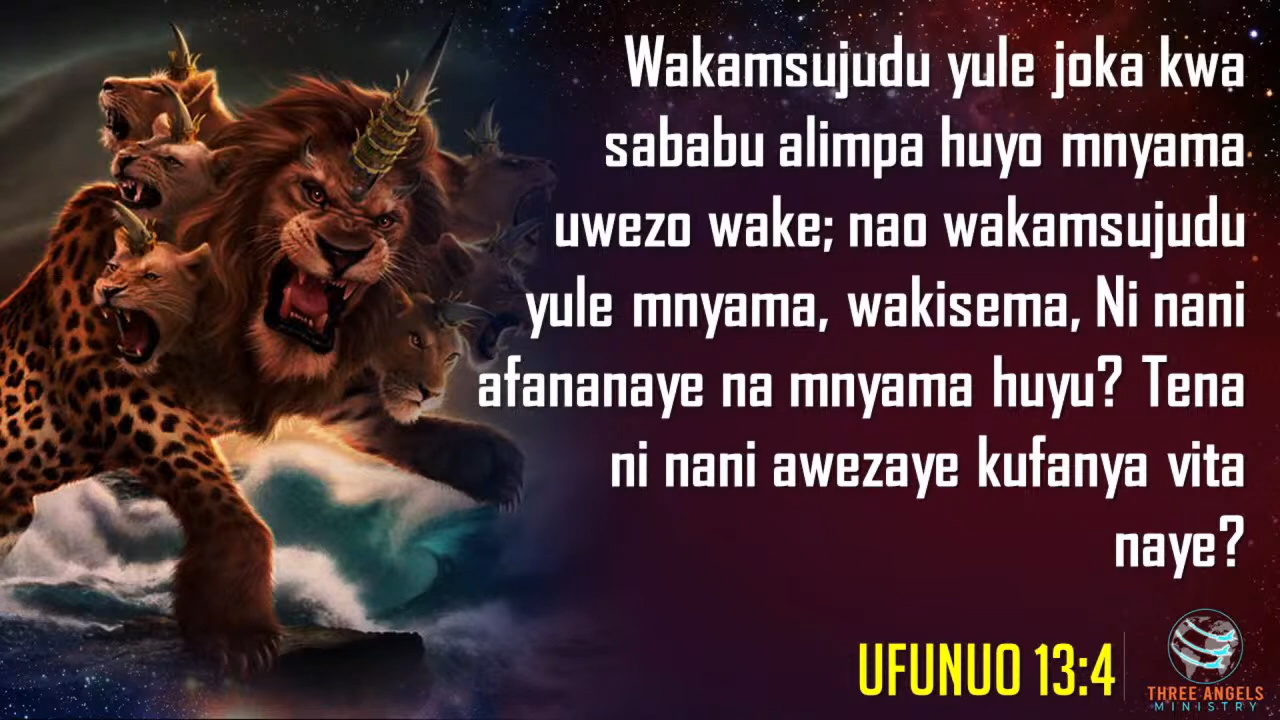 Wakamsujudu yule joka kwa
sababu alimpa huyo mnyama
uwezo wake; nao wakamsujudu
yule mnyama, wakisema, Ni nani
afananaye na mnyama huyu? Tena
ni nani awezaye kufanya vita
naye?
UFUNUO 13:4
THREE ANGELS
MINISTRY